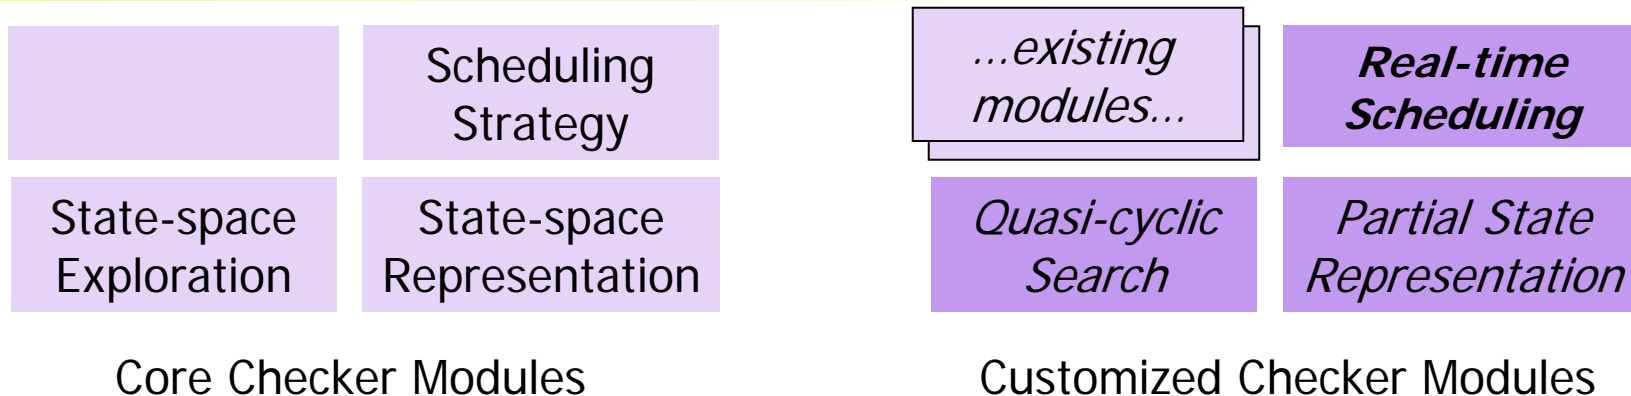 Scheduling
Strategy
State-space
Exploration
State-space
Representation
Core Checker Modules
...existing
modules...
Real-time
Scheduling
Quasi-cyclic
Search
Partial State
Representation
Customized Checker Modules